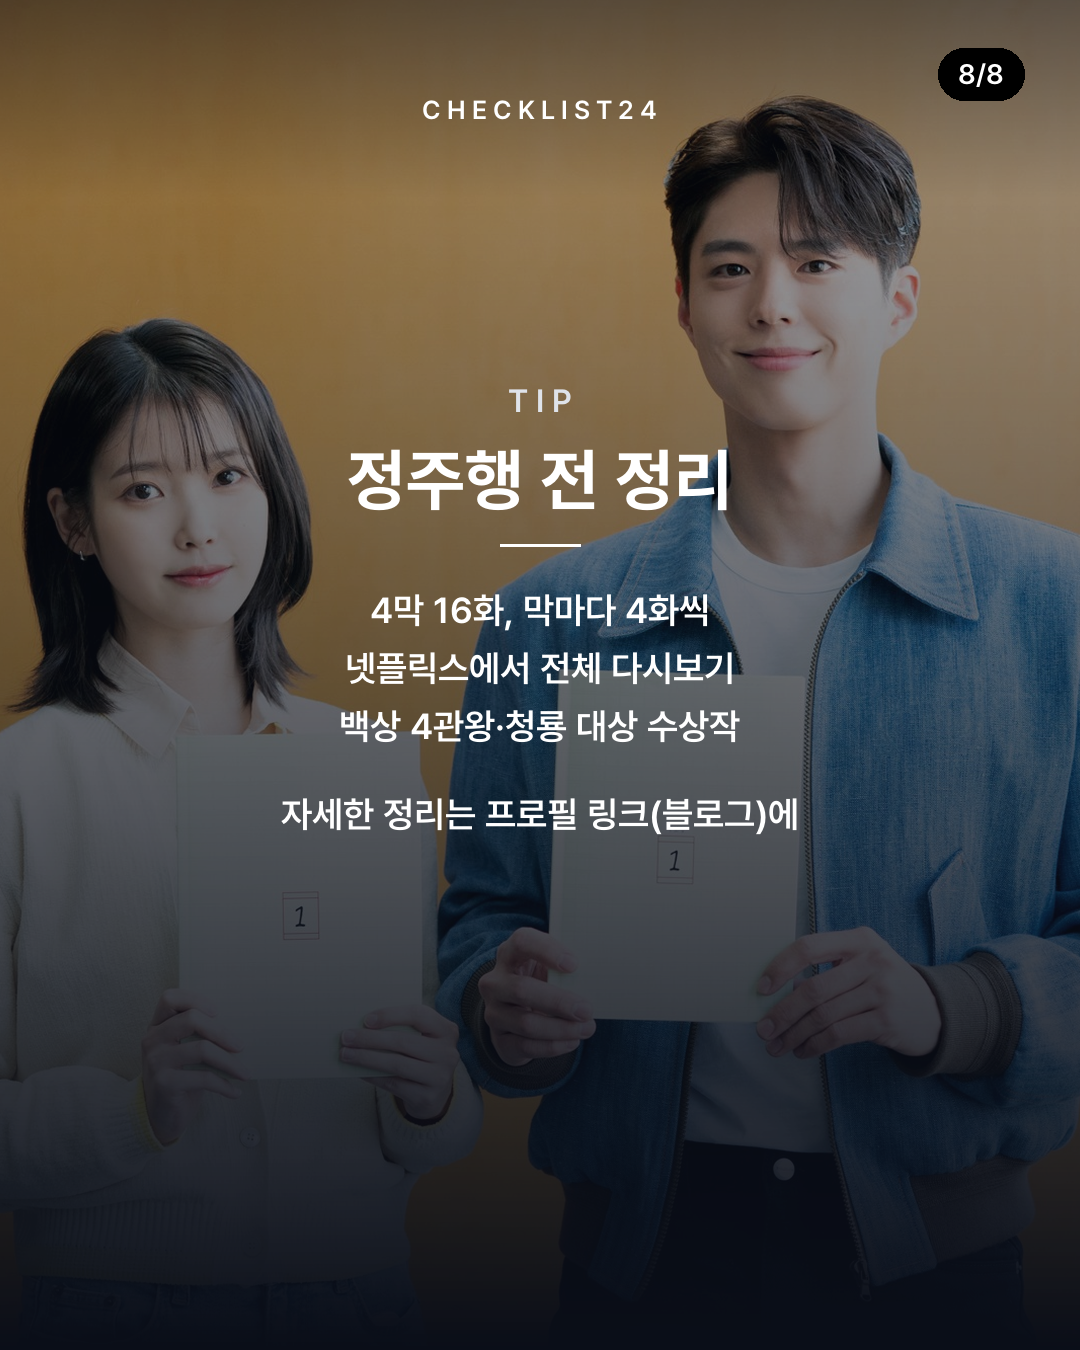 8/8
CHECKLIST24
TIP
정주행 전 정리
4막 16화, 막마다 4화씩
넷플릭스에서 전체 다시보기
백상 4관왕·청룡 대상 수상작
자세한 정리는 프로필 링크(블로그)에
1
1